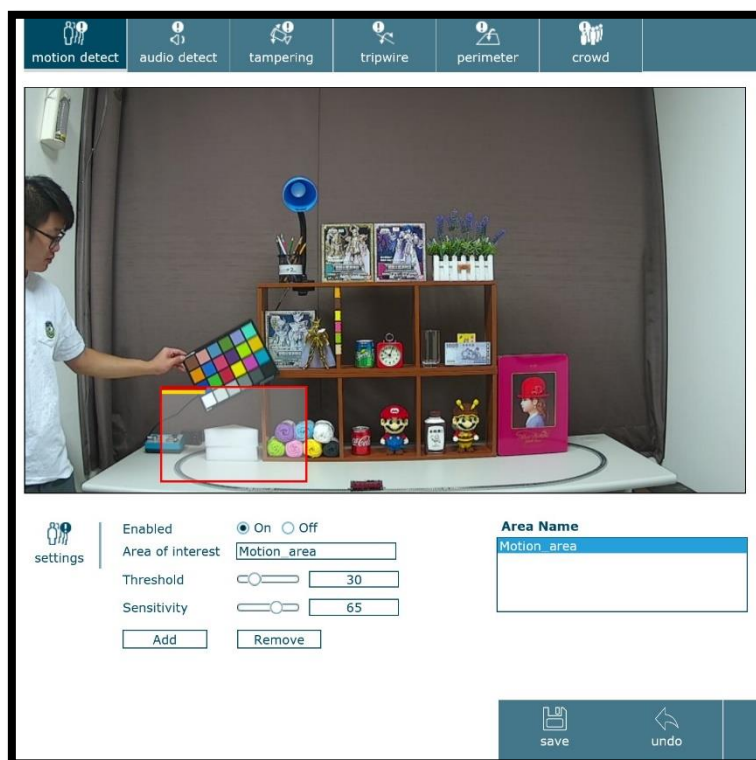 motion detect
audio detect
tampering
tripwire
perimeter
crowd
settings
Enabled
On
Off
Area of interest
Motion_area
Threshold
30
Sensitivity
65
Add
Remove
Area Name
Motion_area
save
undo